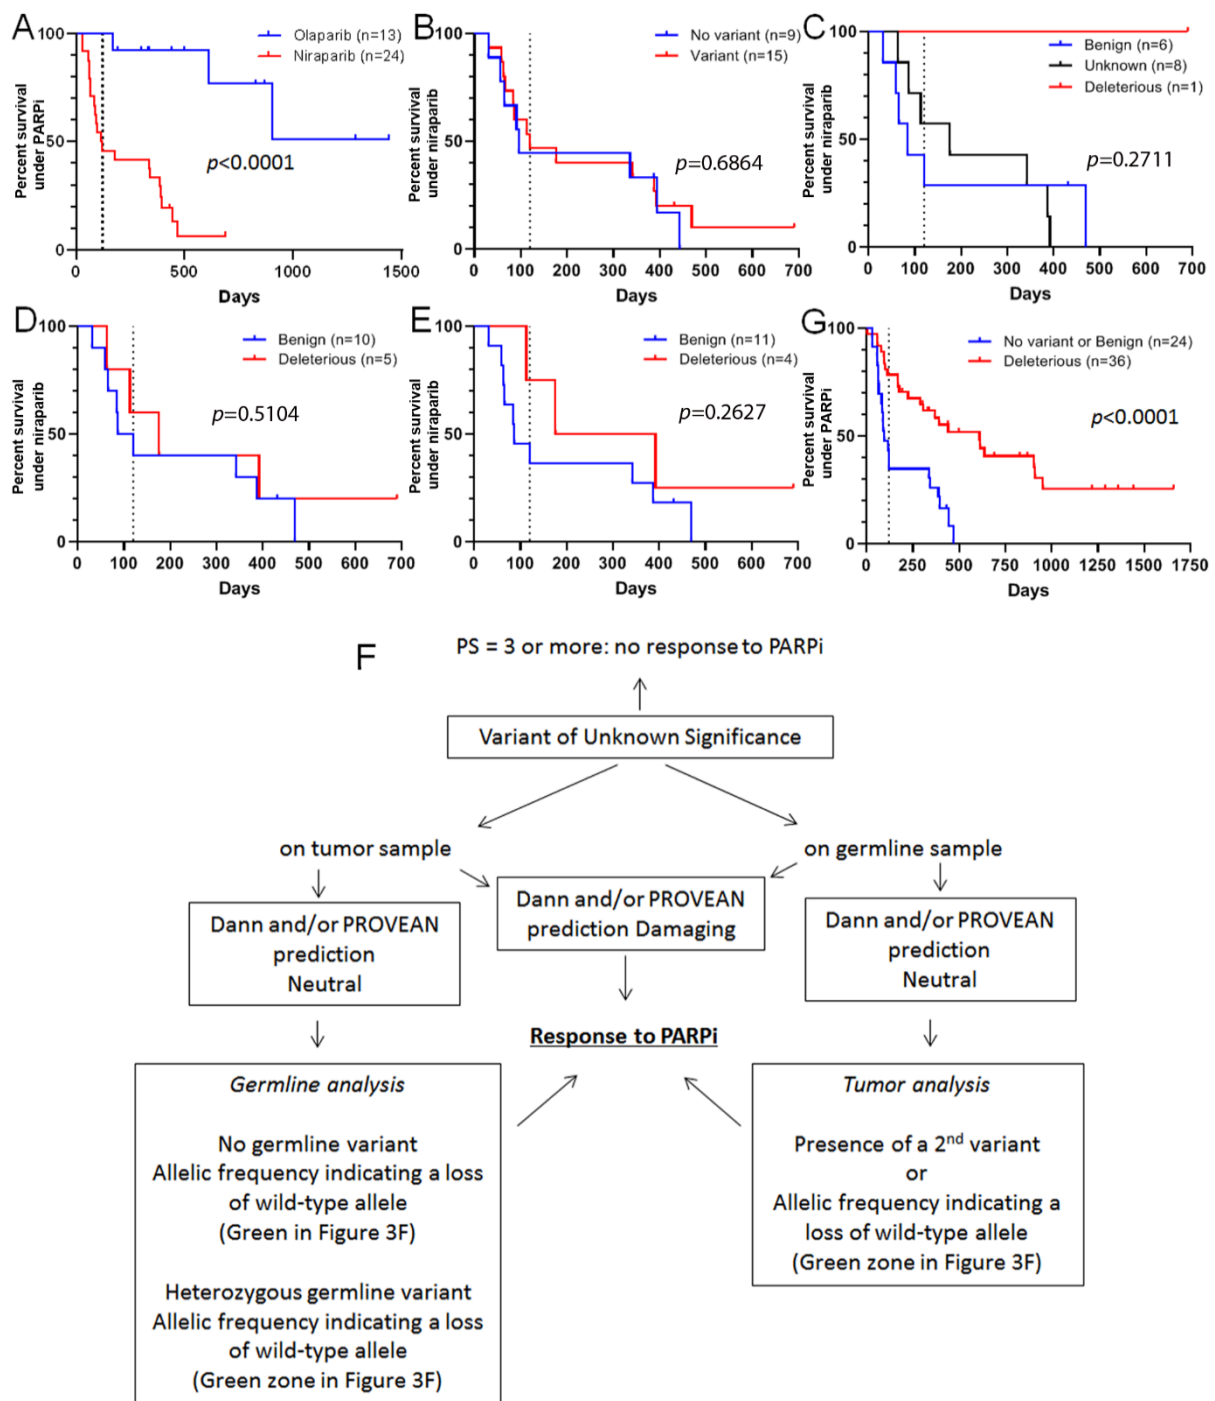 A
Percent survival
under PARPi
100
50
0
Olaparib (n=13)
Niraparib (n=24)
p<0.0001
0 500 1000 1500
Days
B
Percent survival
under niraparib
100
50
0
No variant (n=9)
Variant (n=15)
p=0.6864
0 100 200 300 400 500 600 700
Days
C
Percent survival
under niraparib
100
50
0
Benign (n=6)
Unknown (n=8)
Deleterious (n=1)
p=0.2711
0 100 200 300 400 500 600 700
Days
D
Percent survival
under niraparib
100
50
0
Benign (n=10)
Deleterious (n=5)
p=0.5104
0 100 200 300 400 500 600 700
Days
E
Percent survival
under niraparib
100
50
0
Benign (n=11)
Deleterious (n=4)
p=0.2627
0 100 200 300 400 500 600 700
Days
G
Percent survival
under PARPi
100
50
0
No variant or Benign (n=24)
Deleterious (n=36)
p<0.0001
0 250 500 750 1000 1250 1500 1750
Days
F
PS = 3 or more: no response to PARPi
Variant of Unknown Significance
on tumor sample
on germline sample
Dann and/or PROVEAN
prediction
Neutral
Dann and/or PROVEAN
prediction Damaging
Dann and/or PROVEAN
prediction
Neutral
Response to PARPi
Germline analysis
No germline variant
Allelic frequency indicating a loss
of wild-type allele
(Green in Figure 3F)
Heterozygous germline variant
Allelic frequency indicating a loss
of wild-type allele
(Green zone in Figure 3F)
Tumor analysis
Presence of a 2nd variant
or
Allelic frequency indicating a
loss of wild-type allele
(Green zone in Figure 3F)